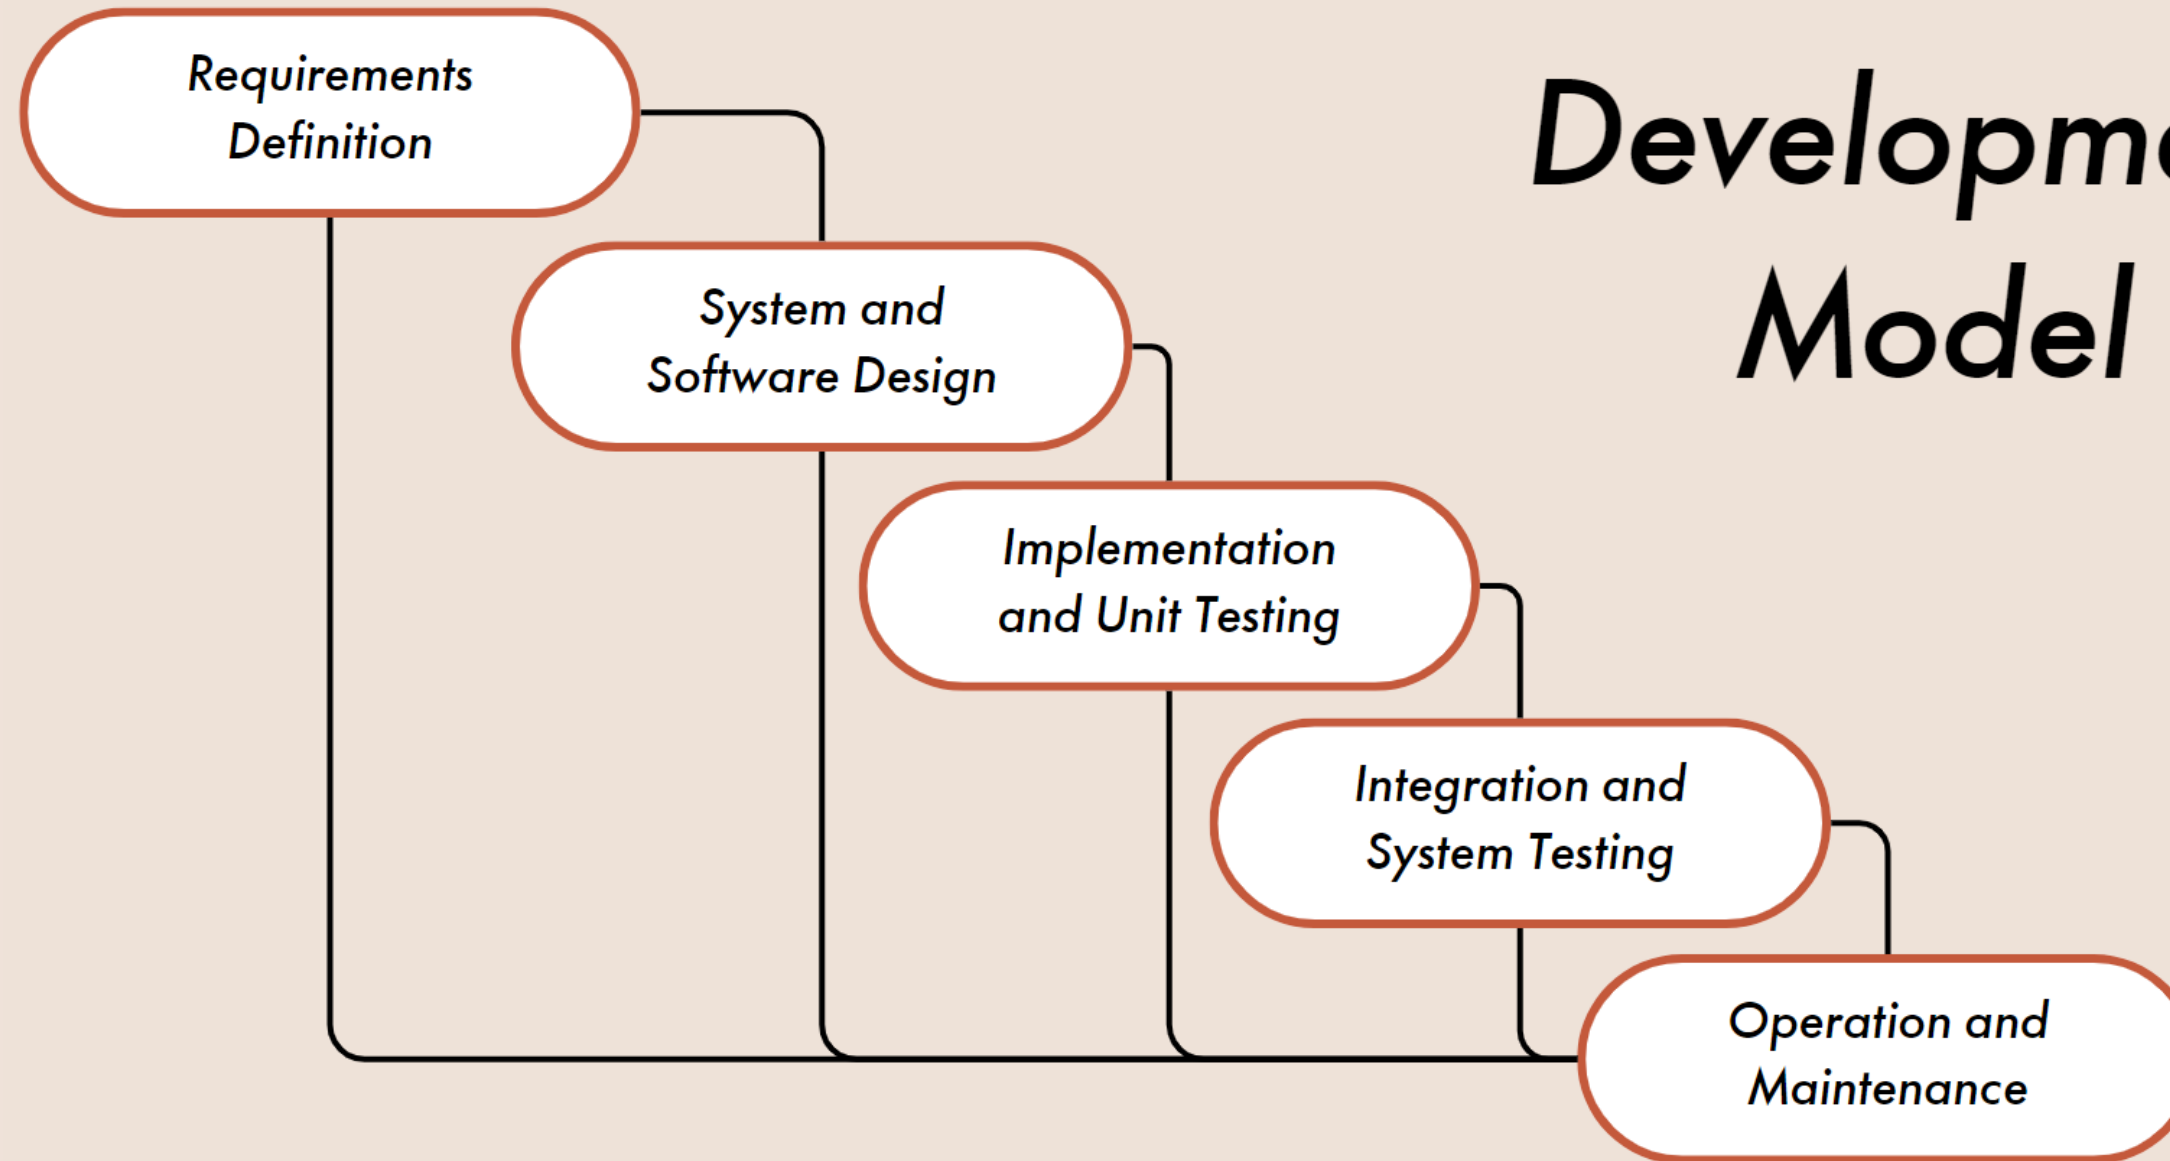 Requirements
Definition
Model
System and
Software Design
Implementation
and Unit Testing
Integration and
System Testing
Operation and
Maintenance